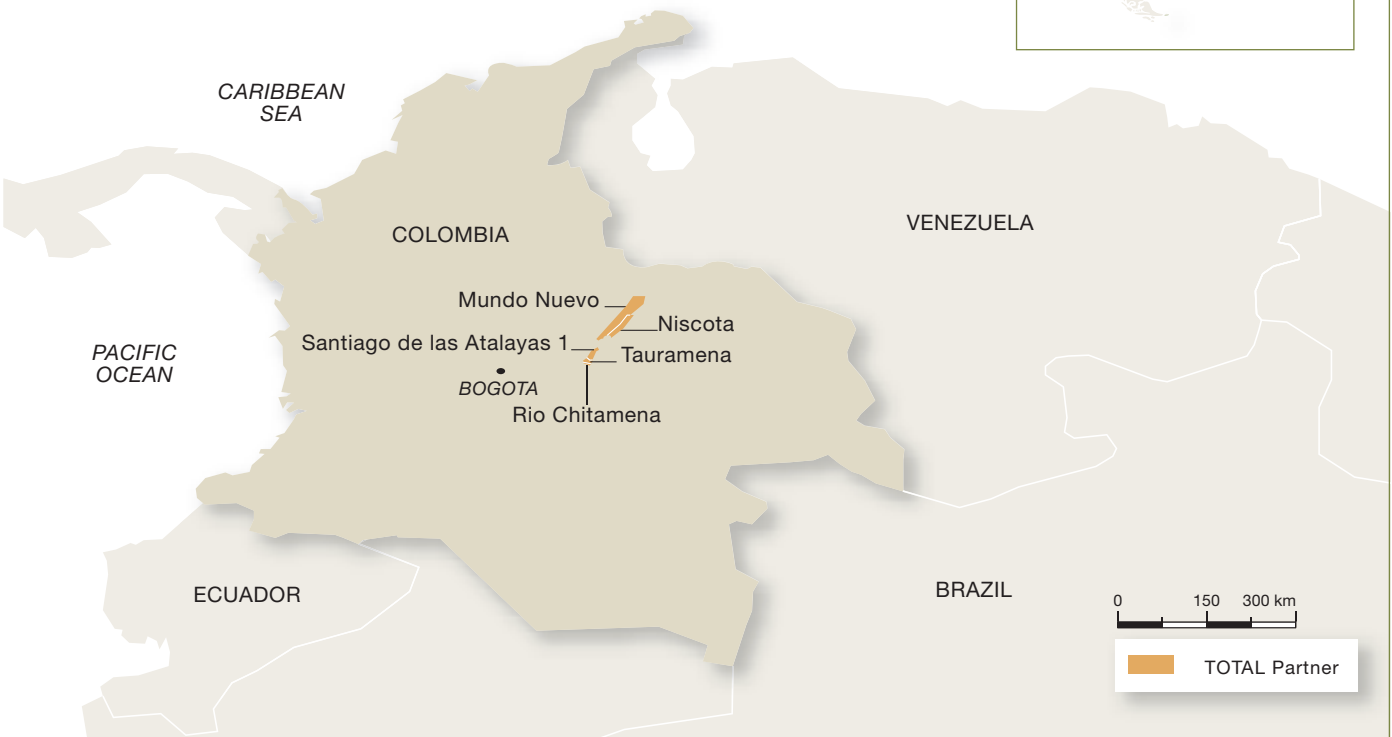 CARIBBEAN
SEA
COLOMBIA
VENEZUELA
Mundo Nuevo
Niscota
Santiago de las Atalayas 1
Tauramena
PACIFIC
OCEAN
BOGOTA
Rio Chitamena
ECUADOR
BRAZIL
0 150 300 km
TOTAL Partner